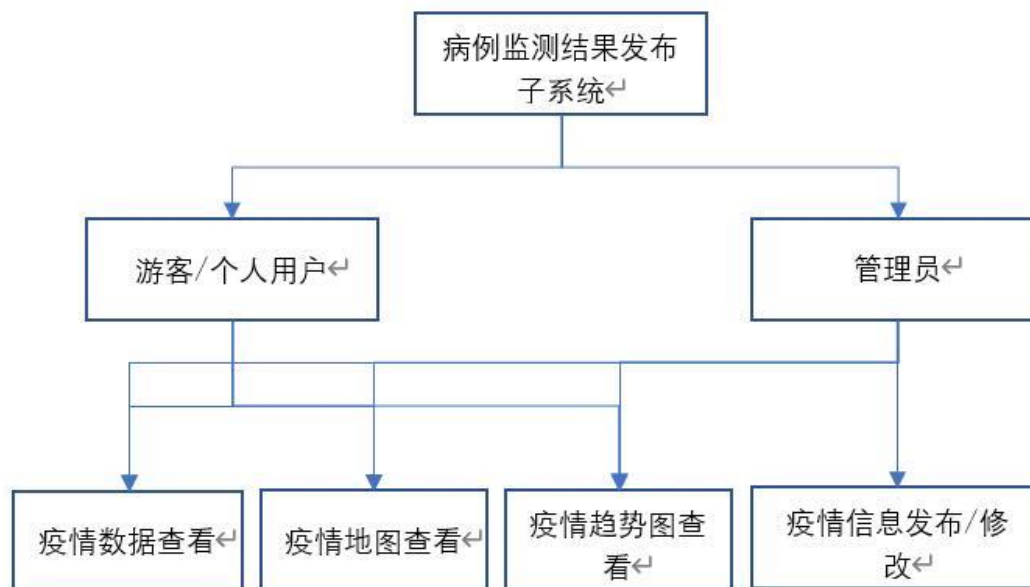 病例监测结果发布
子系统↵
游客/个人用户↵
管理员↵
疫情数据查看↵
疫情地图查看↵
疫情趋势图查
看↵
疫情信息发布/修
改↵